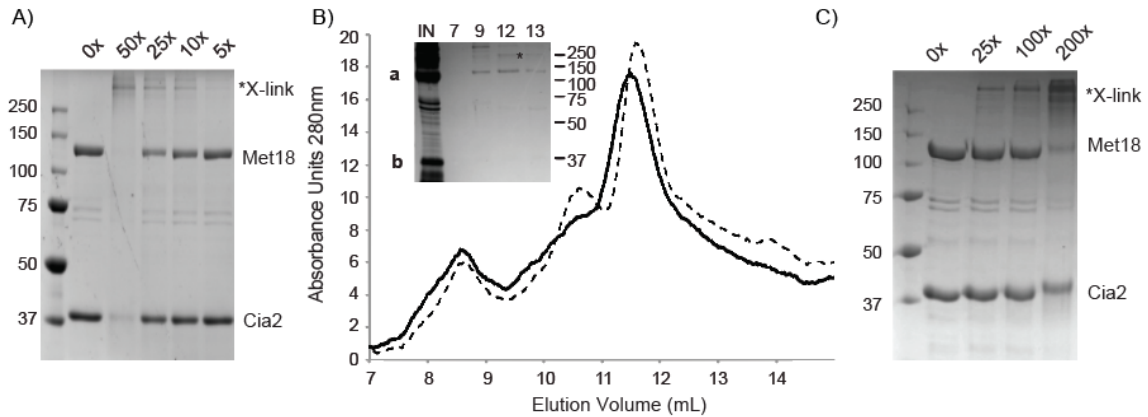 A)
0x 50x 25x 10x 5x
250
150
100
75
50
37
*X-link
Met18
Cia2
B)
Absorbance Units 280nm
20
18
16
14
12
10
8
6
4
2
0
7 8 9 10 11 12 13 14
Elution Volume (mL)
IN 7 9 12 13
a
b
*
250
150
100
75
50
37
C)
0x 25x 100x 200x
250
150
100
75
50
37
*X-link
Met18
Cia2